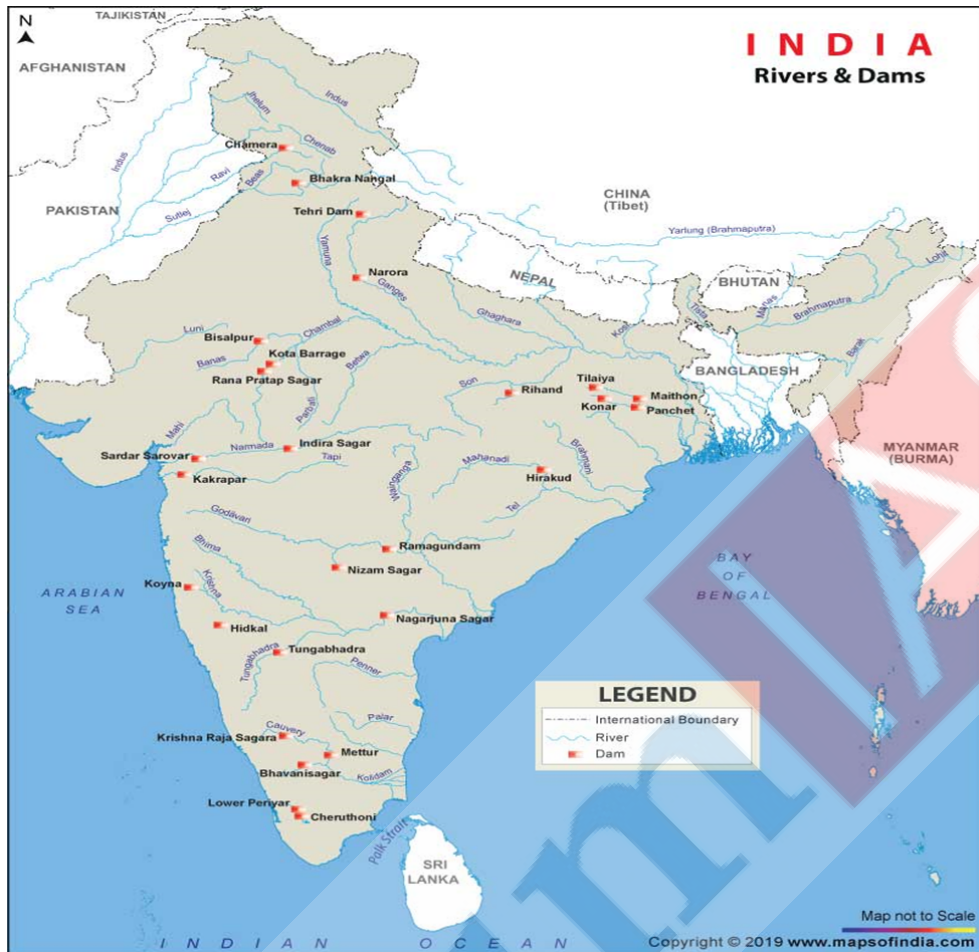 N
TAJIKISTAN
AFGHANISTAN
INDIA
Rivers & Dams
Indus
Jhelum
Chenab
Chamera
Indus
Ravi
Beas
Bhakra Nangal
PAKISTAN
Sutlej
Tehri Dam
CHINA
(Tibet)
Yarlung (Brahmaputra)
Yamuna
Lohit
Narora
Ganges
NEPAL
BHUTAN
Manas
Brahmaputra
Ghaghara
Kosi
Tista
Luni
Chambal
Bisalpur
Kota Barrage
Banas
Betwa
Barak
Rana Pratap Sagar
BANGLADESH
Son
Rihand
Tilaiya
Maithon
Konar
Panchet
Parbati
Mahi
MYANMAR
(BURMA)
Narmada
Indira Sagar
Sardar Sarovar
Tapi
Kakrapar
Wainganga
Mahanadi
Brahmani
Hirakud
Tel
Godavari
Bhima
Ramagundam
Nizam Sagar
BAY
OF
BENGAL
ARABIAN
SEA
Koyna
Krishna
Nagarjuna Sagar
Hidkal
Tungabhadra
Tungabhadra
Penner
LEGEND
International Boundary
River
Dam
Palar
Cauvery
Krishna Raja Sagara
Mettur
Bhavanisagar
Kolidam
Lower Periyar
Cheruthoni
Palk Strait
SRI
LANKA
INDIAN OCEAN
Map not to Scale
Copyright © 2019 www.mapsofindia.com